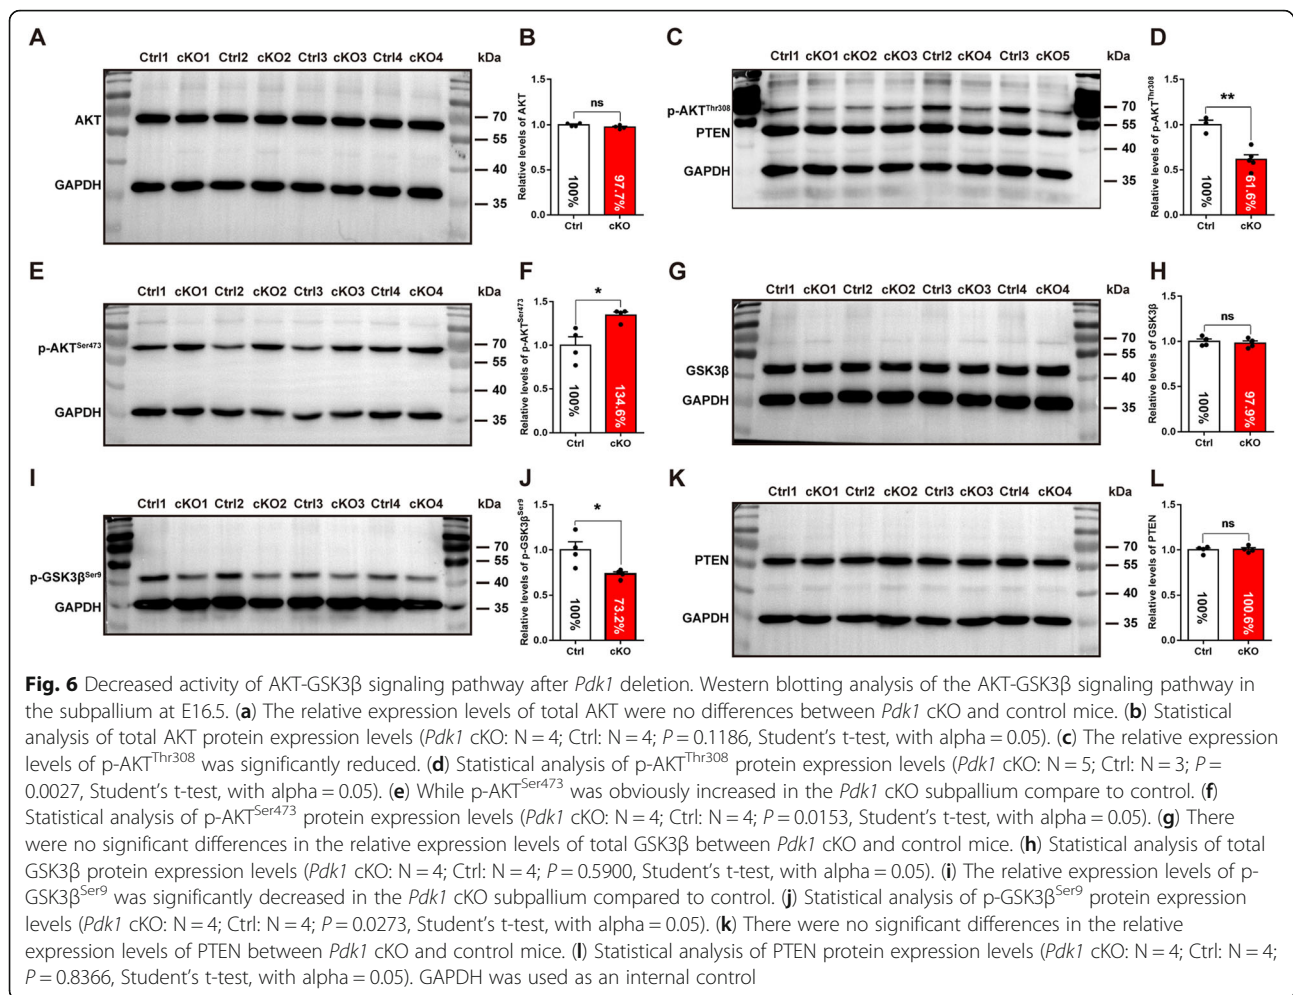 A
Ctrl1 cKO1 Ctrl2 cKO2 Ctrl3 cKO3 Ctrl4 cKO4 kDa
AKT
GAPDH
70
55
40
35
B
Relative levels of AKT
1.5
1.0
0.5
0.0
ns
100%
97.7%
Ctrl cKO
C
Ctrl1 cKO1 cKO2 cKO3 Ctrl2 cKO4 Ctrl3 cKO5 kDa
p-AKTThr308
PTEN
GAPDH
70
55
40
35
D
Relative levels of p-AKTThr308
1.5
1.0
0.5
0.0
**
100%
61.6%
Ctrl cKO
E
Ctrl1 cKO1 Ctrl2 cKO2 Ctrl3 cKO3 cKO4 Ctrl4 kDa
p-AKTSer473
GAPDH
70
55
40
35
F
Relative levels of p-AKTSer473
1.5
1.0
0.5
0.0
*
100%
134.6%
Ctrl cKO
G
Ctrl1 cKO1 Ctrl2 cKO2 Ctrl3 cKO3 Ctrl4 cKO4 kDa
GSK3β
GAPDH
70
55
40
35
H
Relative levels of GSK3β
1.5
1.0
0.5
0.0
ns
100%
97.9%
Ctrl cKO
I
Ctrl1 cKO1 Ctrl2 cKO2 Ctrl3 cKO3 Ctrl4 cKO4 kDa
p-GSK3βSer9
GAPDH
70
55
40
35
J
Relative levels of p-GSK3βSer9
1.5
1.0
0.5
0.0
*
100%
73.2%
Ctrl cKO
K
Ctrl1 cKO1 Ctrl2 cKO2 Ctrl3 cKO3 Ctrl4 cKO4 kDa
PTEN
GAPDH
70
55
40
35
L
Relative levels of PTEN
1.5
1.0
0.5
0.0
ns
100%
100.6%
Ctrl cKO
Fig. 6 Decreased activity of AKT-GSK3β signaling pathway after Pdk1 deletion. Western blotting analysis of the AKT-GSK3β signaling pathway in
the subpallium at E16.5. (a) The relative expression levels of total AKT were no differences between Pdk1 cKO and control mice. (b) Statistical
analysis of total AKT protein expression levels (Pdk1 cKO: N = 4; Ctrl: N = 4; P = 0.1186, Student's t-test, with alpha = 0.05). (c) The relative expression
levels of p-AKTThr308 was significantly reduced. (d) Statistical analysis of p-AKTThr308 protein expression levels (Pdk1 cKO: N = 5; Ctrl: N = 3; P =
0.0027, Student's t-test, with alpha = 0.05). (e) While p-AKTSer473 was obviously increased in the Pdk1 cKO subpallium compare to control. (f)
Statistical analysis of p-AKTSer473 protein expression levels (Pdk1 cKO: N = 4; Ctrl: N = 4; P = 0.0153, Student's t-test, with alpha = 0.05). (g) There
were no significant differences in the relative expression levels of total GSK3β between Pdk1 cKO and control mice. (h) Statistical analysis of total
GSK3β protein expression levels (Pdk1 cKO: N = 4; Ctrl: N = 4; P = 0.5900, Student's t-test, with alpha = 0.05). (i) The relative expression levels of p-
GSK3βSer9 was significantly decreased in the Pdk1 cKO subpallium compared to control. (j) Statistical analysis of p-GSK3βSer9 protein expression
levels (Pdk1 cKO: N = 4; Ctrl: N = 4; P = 0.0273, Student's t-test, with alpha = 0.05). (k) There were no significant differences in the relative
expression levels of PTEN between Pdk1 cKO and control mice. (l) Statistical analysis of PTEN protein expression levels (Pdk1 cKO: N = 4; Ctrl: N = 4;
P = 0.8366, Student's t-test, with alpha = 0.05). GAPDH was used as an internal control